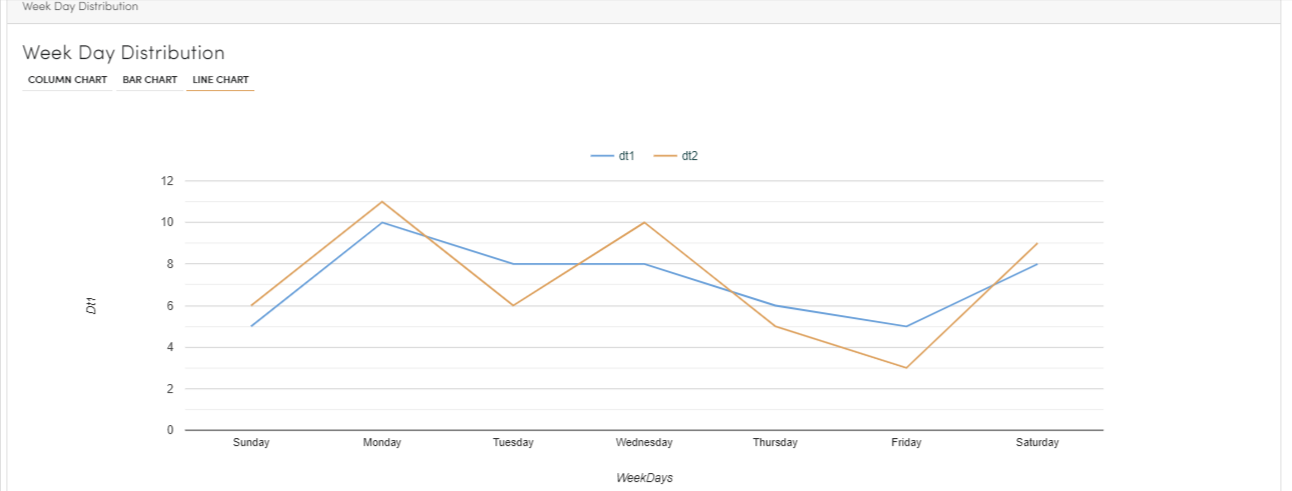 Week Day Distribution
Week Day Distribution
COLUMN CHART BAR CHART LINE CHART
dt1 dt2
12
10
8
6
4
2
0
Dt1
Sunday Monday Tuesday Wednesday Thursday Friday Saturday
WeekDays